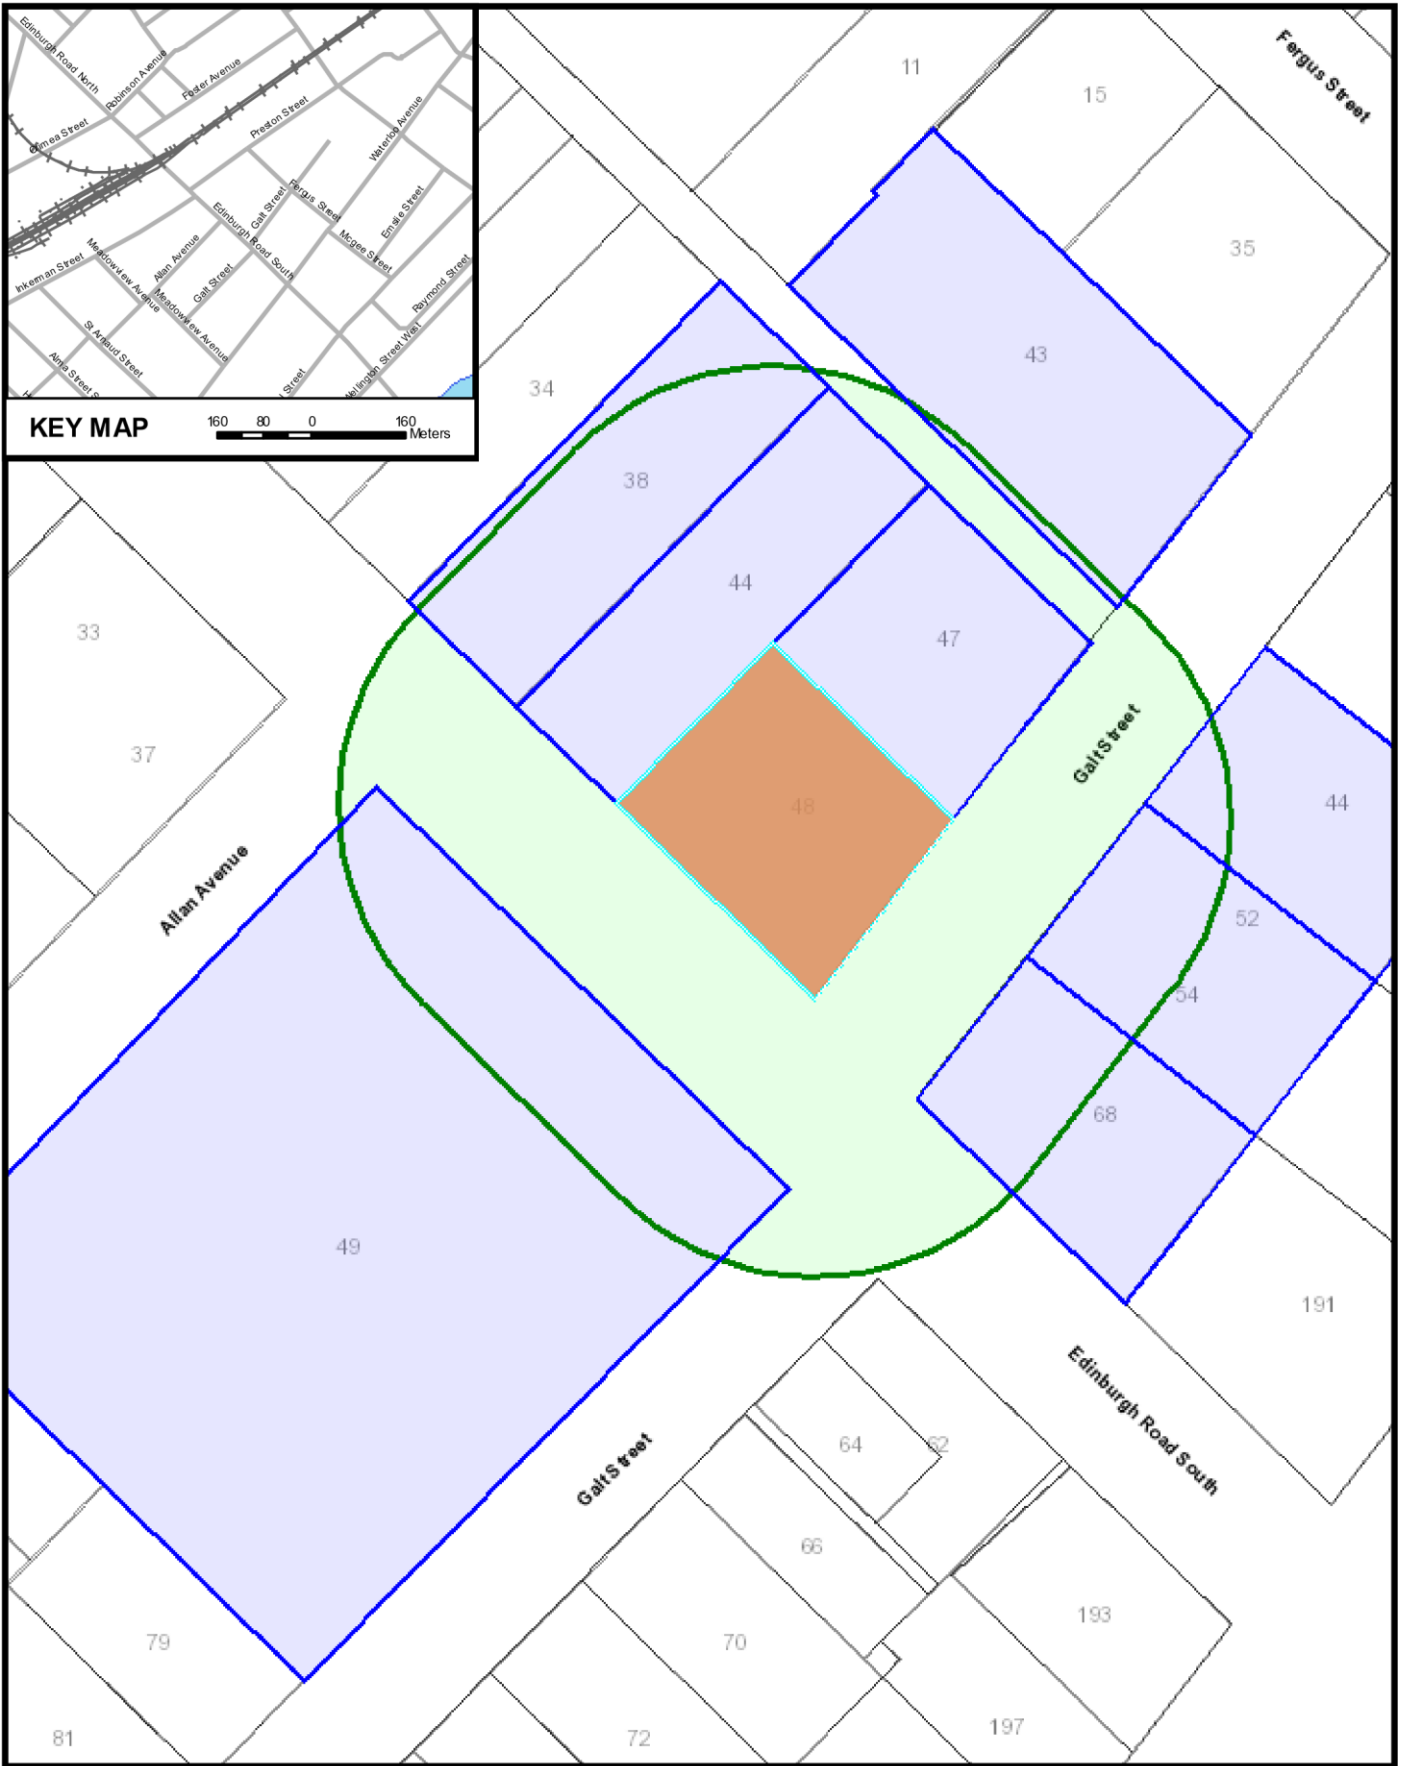 Edinburgh Road North
Robinson Avenue
Foster Avenue
Crimea Street
Preston Street
Waterloo Avenue
Fergus Street
Galt Street
Emslie Street
Edinburgh Road South
Mcgee Street
Meadowview Avenue
Allan Avenue
Inkerman Street
Galt Street
Raymond Street
Meadowview Avenue
St Arnaud Street
Alma Street S
Wellington Street West
Street
H
KEY MAP
160 80 0 160
Meters
11
15
Fergus Street
35
43
34
38
44
47
33
37
48
Galt Street
44
Allan Avenue
52
54
68
49
191
Edinburgh Road South
64
62
Galt Street
66
79
70
193
81
72
197